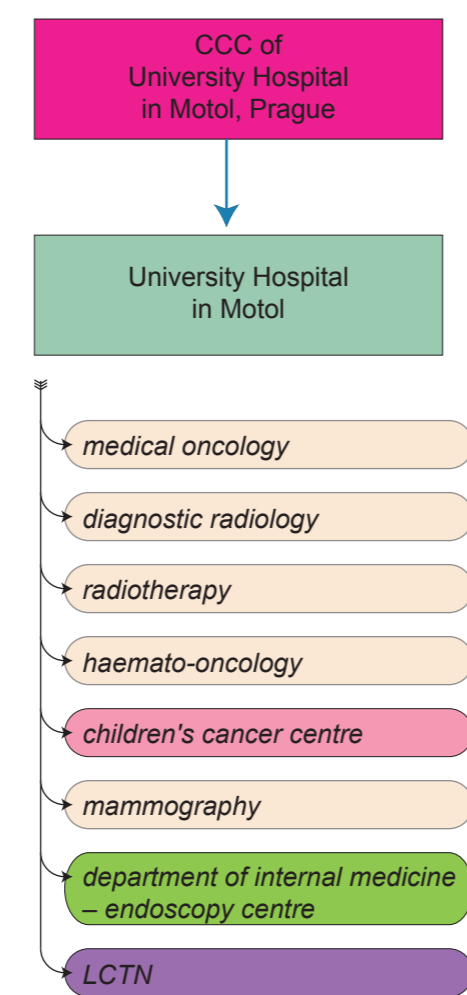 CCC of
University Hospital
in Motol, Prague
University Hospital
in Motol
medical oncology
diagnostic radiology
radiotherapy
haemato-oncology
children's cancer centre
mammography
department of internal medicine
– endoscopy centre
LCTN